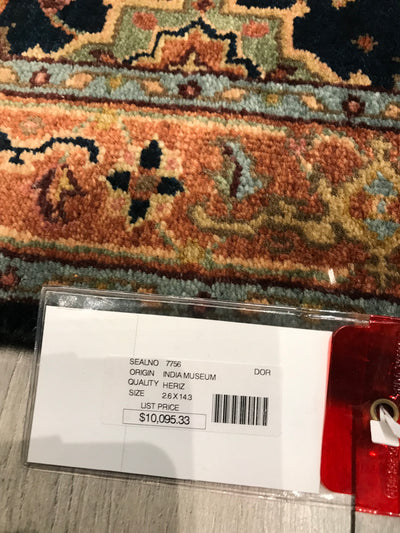 SEALNO 7756 DOR
ORIGIN INDIA MUSEUM
QUALITY HERIZ
SIZE 2.6 X 14.3
LIST PRICE
$10,095.33